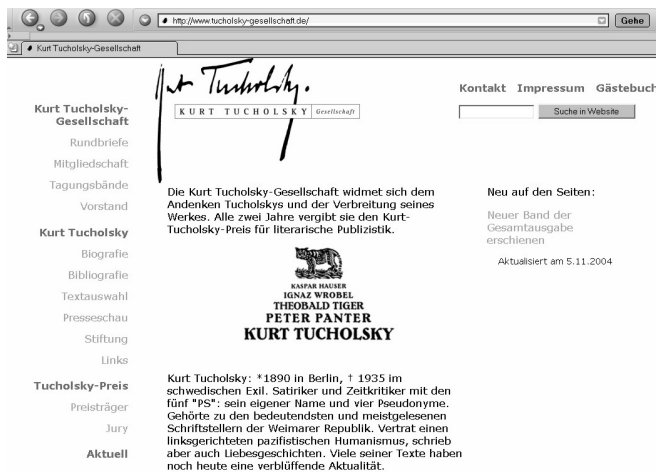 http://www.tucholsky-gesellschaft.de/
Gehe
Kurt Tucholsky-Gesellschaft
Kurt Tucholsky.
KURT TUCHOLSKY Gesellschaft
Kontakt Impressum Gästebuch
Suche in Website
Kurt Tucholsky-
Gesellschaft
Rundbriefe
Mitgliedschaft
Tagungsbände
Vorstand
Kurt Tucholsky
Biografie
Bibliografie
Textauswahl
Presseschau
Stiftung
Links
Tucholsky-Preis
Preisträger
Jury
Aktuell
Die Kurt Tucholsky-Gesellschaft widmet sich dem
Andenken Tucholskys und der Verbreitung seines
Werkes. Alle zwei Jahre vergibt sie den Kurt-
Tucholsky-Preis für literarische Publizistik.
KASPAR HAUSER
IGNAZ WROBEL
THEOBALD TIGER
PETER PANTER
KURT TUCHOLSKY
Kurt Tucholsky: *1890 in Berlin, † 1935 im
schwedischen Exil. Satiriker und Zeitkritiker mit den
fünf "PS": sein eigener Name und vier Pseudonyme.
Gehörte zu den bedeutendsten und meistgelesenen
Schriftstellern der Weimarer Republik. Vertrat einen
linksgerichteten pazifistischen Humanismus, schrieb
aber auch Liebesgeschichten. Viele seiner Texte haben
noch heute eine verblüffende Aktualität.
Neu auf den Seiten:
Neuer Band der
Gesamtausgabe
erschienen
Aktualisiert am 5.11.2004